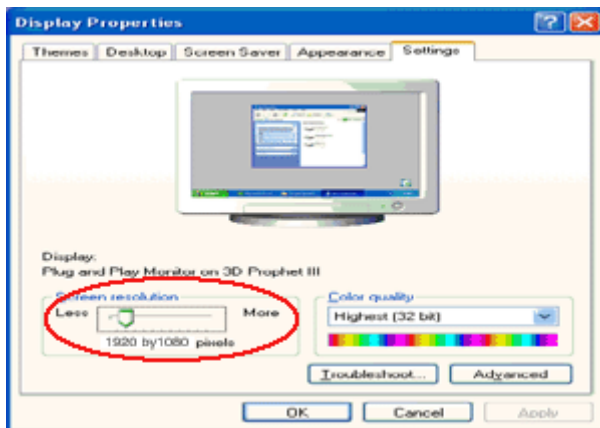 Display Properties
Themes Desktop Screen Saver Appearance Settings
Display:
Plug and Play Monitor on 3D Prophet III
Screen resolution
Less More
1920 by1080 pixels
Color quality
Highest (32 bit)
Troubleshoot... Advanced
OK Cancel Apply